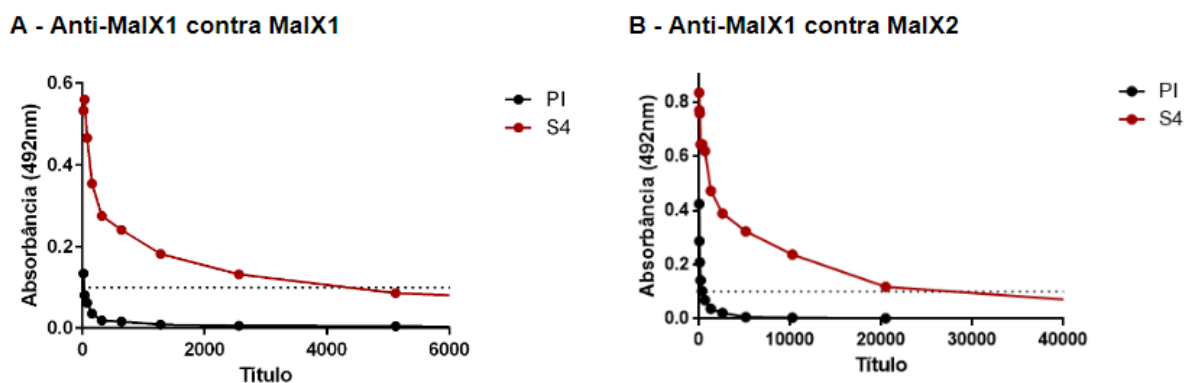 A - Anti-MalX1 contra MalX1
B - Anti-MalX1 contra MalX2
Absorbância (492nm)
0.6
0.4
0.2
0.0
0
2000
4000
6000
Título
PI
S4
Absorbância (492nm)
0.8
0.6
0.4
0.2
0.0
0
10000
20000
30000
40000
Título
PI
S4